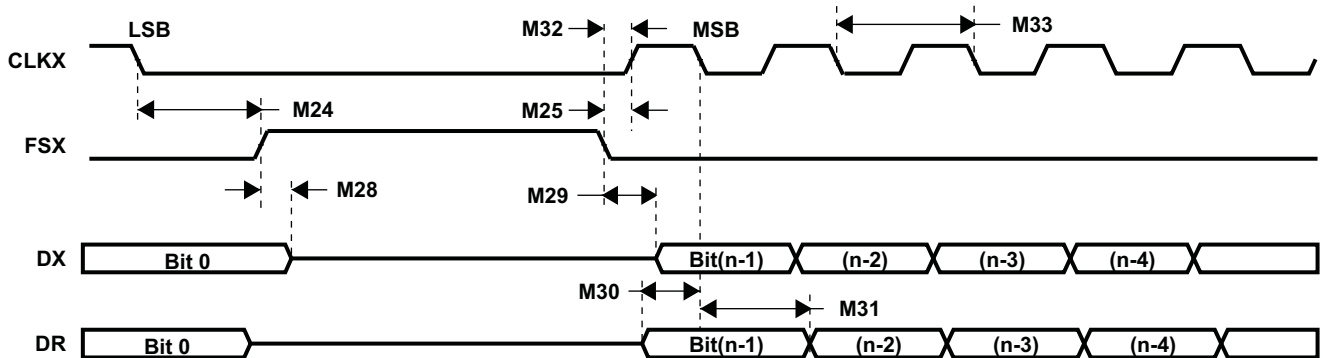 LSB M32 MSB M33
CLKX
M24 M25
FSX
M28 M29
DX Bit 0 Bit(n-1) (n-2) (n-3) (n-4)
M30 M31
DR Bit 0 Bit(n-1) (n-2) (n-3) (n-4)